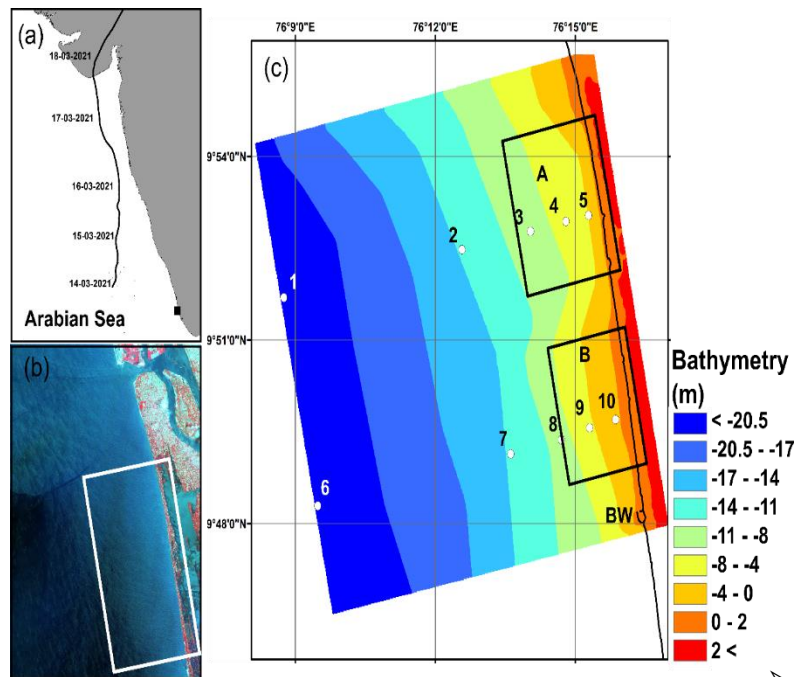 (a)
18-03-2021
17-03-2021
16-03-2021
15-03-2021
14-03-2021
Arabian Sea
(b)
76°9'0"E 76°12'0"E 76°15'0"E
(c)
9°54'0"N
9°51'0"N
9°48'0"N
A
3 4 5
2
1
B
8 9 10
7
6
BW
Bathymetry
(m)
< -20.5
-20.5 - -17
-17 - -14
-14 - -11
-11 - -8
-8 - -4
-4 - 0
0 - 2
2 <